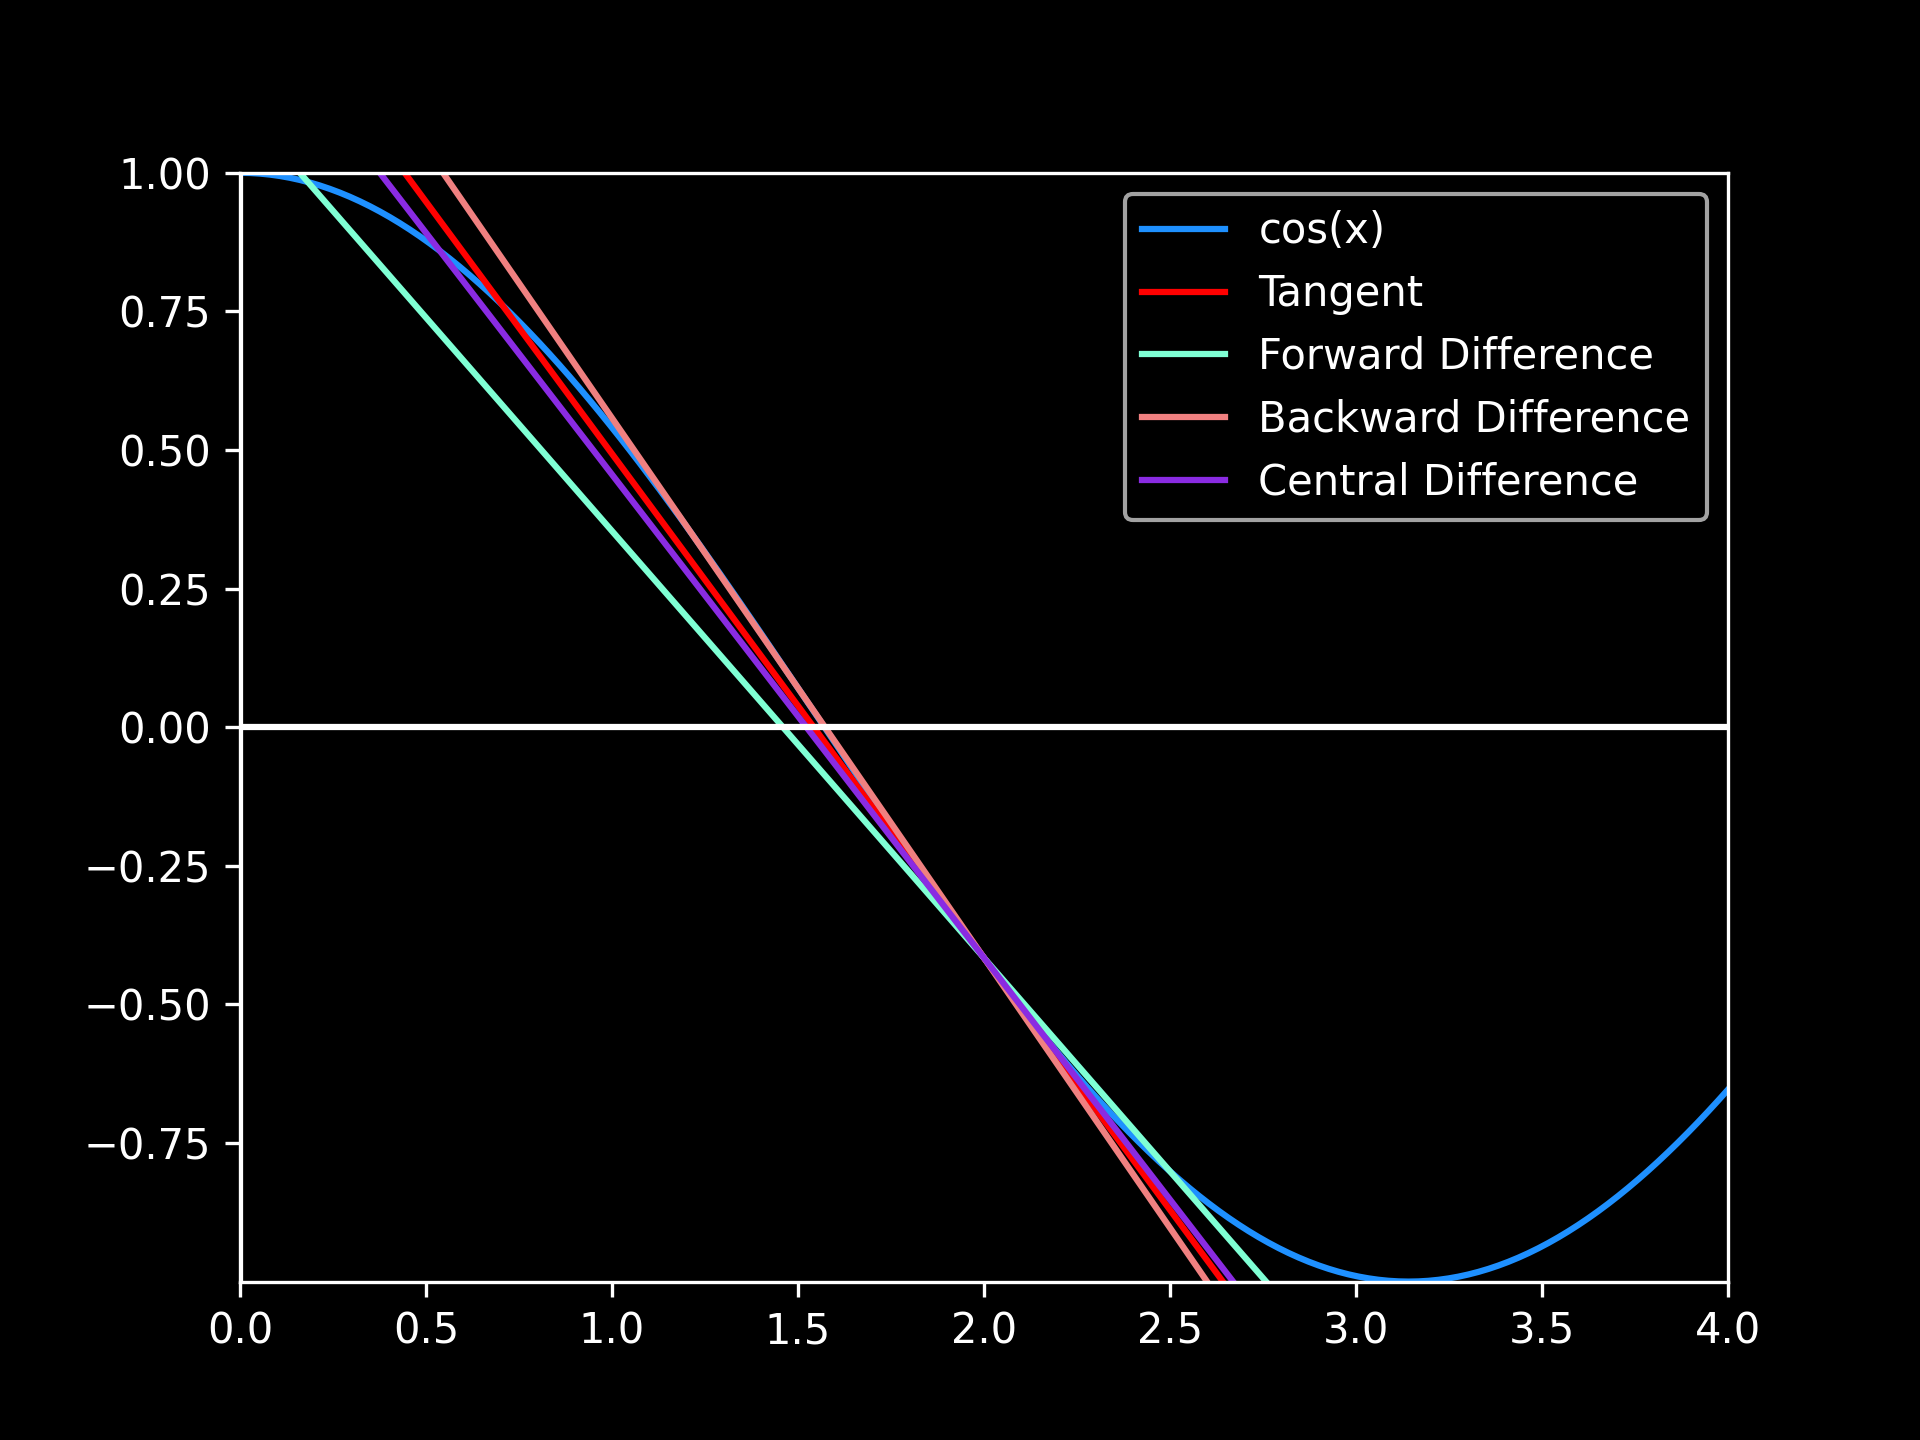 1.00
0.75
0.50
0.25
0.00
−0.25
−0.50
−0.75
0.0 0.5 1.0 1.5 2.0 2.5 3.0 3.5 4.0
cos(x)
Tangent
Forward Difference
Backward Difference
Central Difference